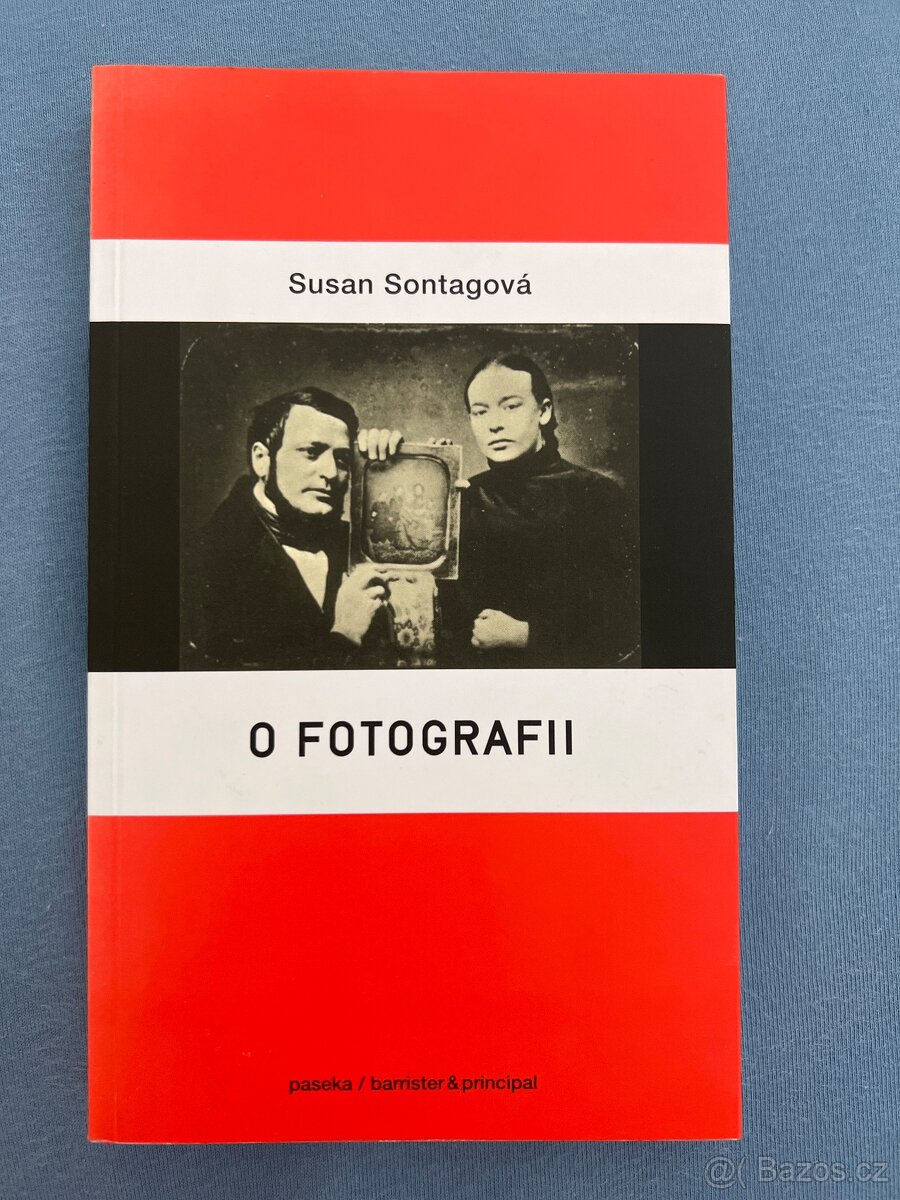 Susan Sontagová
O FOTOGRAFII
paseka / barrister & principal
@( Bazos.cz